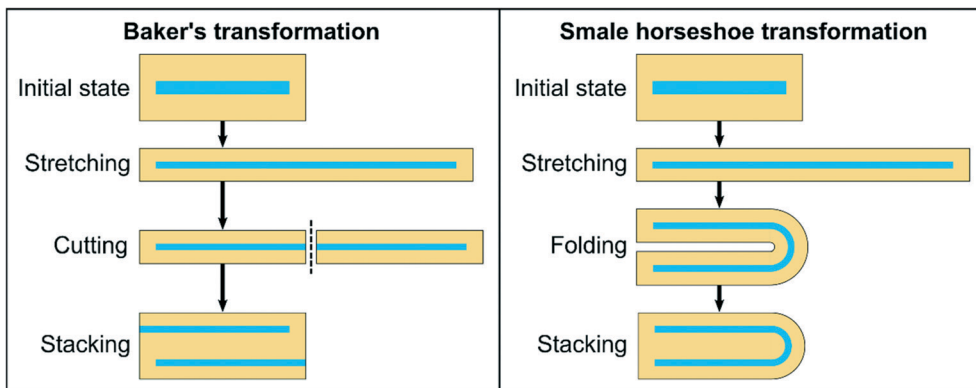 Baker's transformation
Initial state
Stretching
Cutting
Stacking
Smale horseshoe transformation
Initial state
Stretching
Folding
Stacking